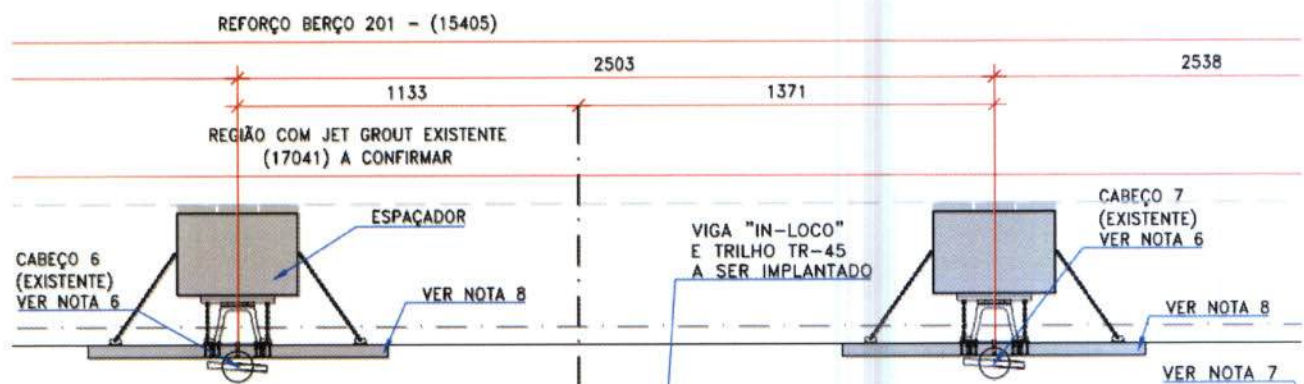 REFORÇO BERÇO 201 - (15405)
2503
2538
1133
1371
REGIÃO COM JET GROUT EXISTENTE
(17041) A CONFIRMAR
ESPAÇADOR
CABEÇO 6
(EXISTENTE)
VER NOTA 6
VER NOTA 8
VIGA "IN-LOCO"
E TRILHO TR-45
A SER IMPLANTADO
CABEÇO 7
(EXISTENTE)
VER NOTA 6
VER NOTA 8
VER NOTA 7